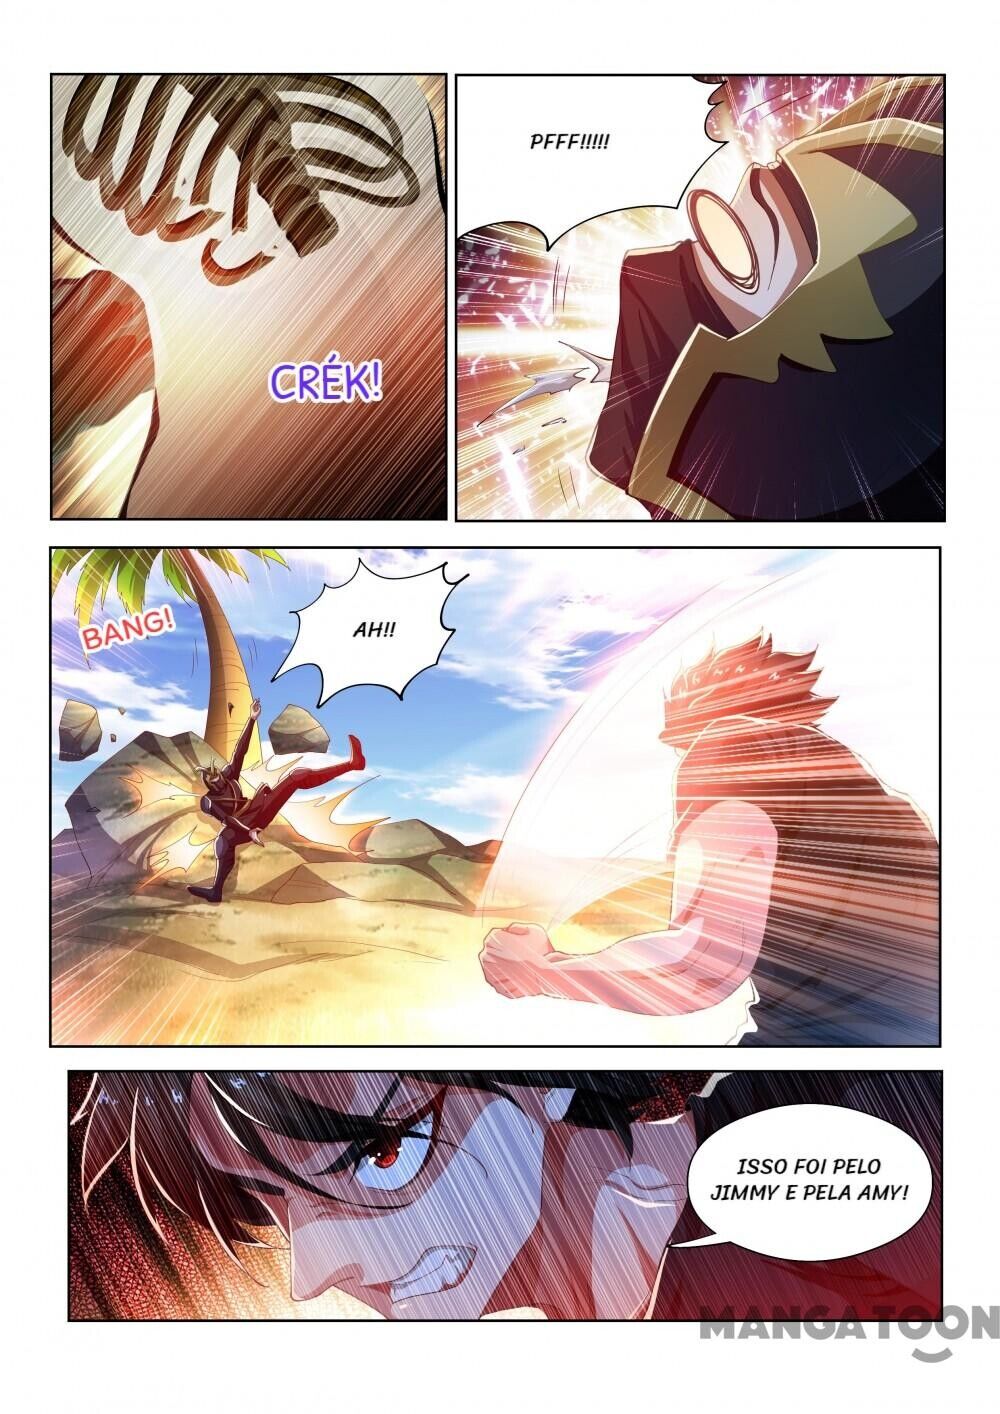 CRÉK!
PFFF!!!!!
BANG!
AH!!
ISSO FOI PELO
JIMMY E PELA AMY!
MANGATOON